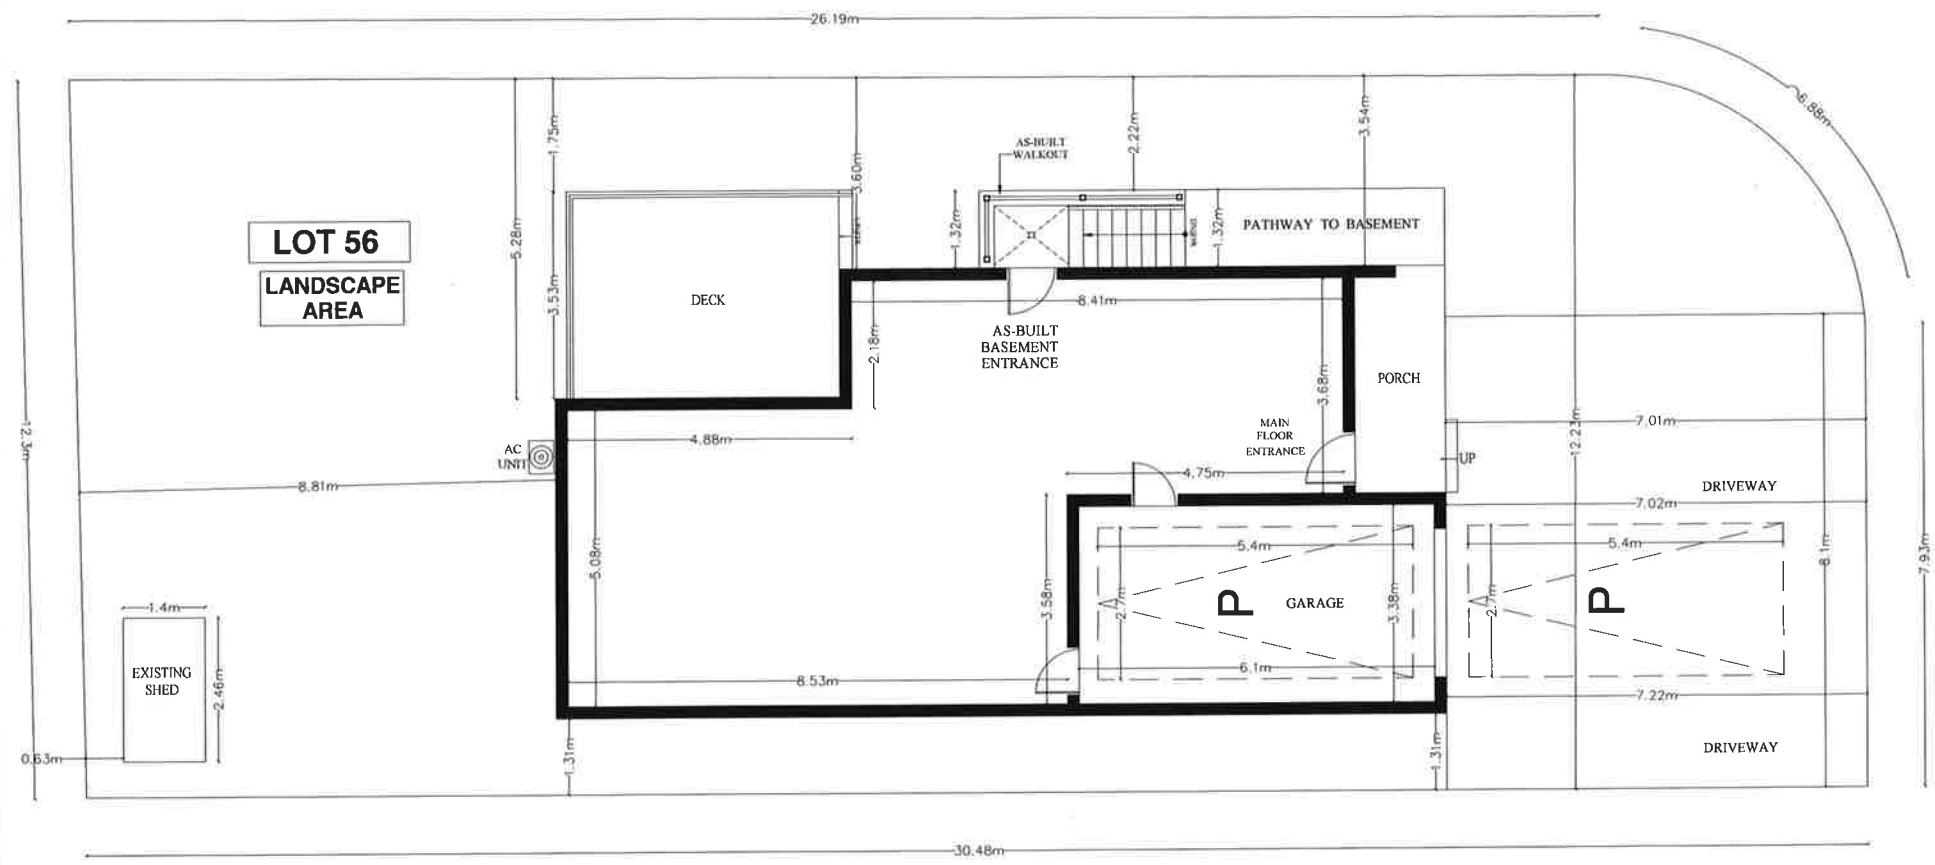 26.19m
6.88m
1.75m
3.60m
AS-BUILT
WALKOUT
2.22m
3.54m
LOT 56
LANDSCAPE
AREA
5.28m
3.53m
1.32m
1.32m
PATHWAY TO BASEMENT
DECK
8.41m
2.18m
AS-BUILT
BASEMENT
ENTRANCE
3.68m
PORCH
12.3m
12.23m
7.01m
4.88m
MAIN
FLOOR
ENTRANCE
AC
UNIT
UP
4.75m
8.81m
DRIVEWAY
7.02m
5.08m
5.4m
5.4m
8.1m
7.93m
3.58m
2.7m
P
GARAGE
3.38m
2.7m
P
1.4m
EXISTING
SHED
2.46m
8.53m
6.1m
7.22m
0.63m
1.31m
1.31m
DRIVEWAY
30.48m